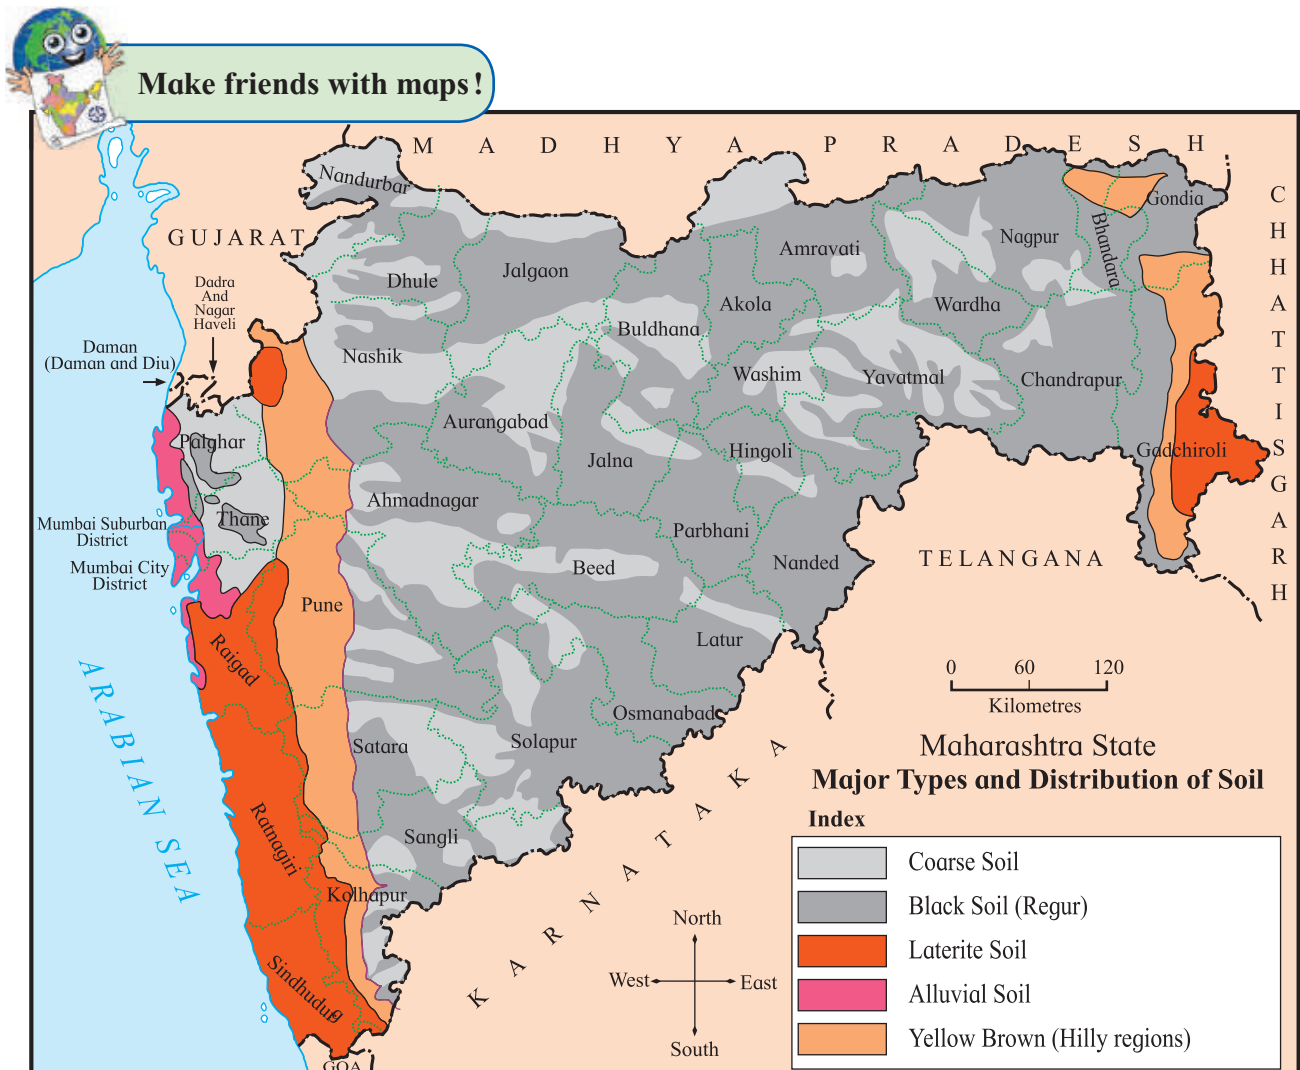 Make friends with maps!
MADHYA PRADESH
CHHATTISGARH
GUJARAT
Nandurbar
Dhule
Jalgaon
Amravati
Nagpur
Bhandara
Gondia
Dadra
And
Nagar
Haveli
Daman
(Daman and Diu)
Nashik
Buldhana
Akola
Wardha
Washim
Yavatmal
Chandrapur
Gadchiroli
Palghar
Aurangabad
Jalna
Hingoli
Thane
Ahmadnagar
Parbhani
Nanded
TELANGANA
Mumbai Suburban
District
Mumbai City
District
Beed
Pune
Latur
Raigad
Osmanabad
Satara
Solapur
ARABIAN SEA
Ratnagiri
Sangli
Kolhapur
Sindhudurg
KARNATAKA
GOA
0 60 120
Kilometres
Maharashtra State
Major Types and Distribution of Soil
Index
Coarse Soil
Black Soil (Regur)
Laterite Soil
Alluvial Soil
Yellow Brown (Hilly regions)
North
West East
South